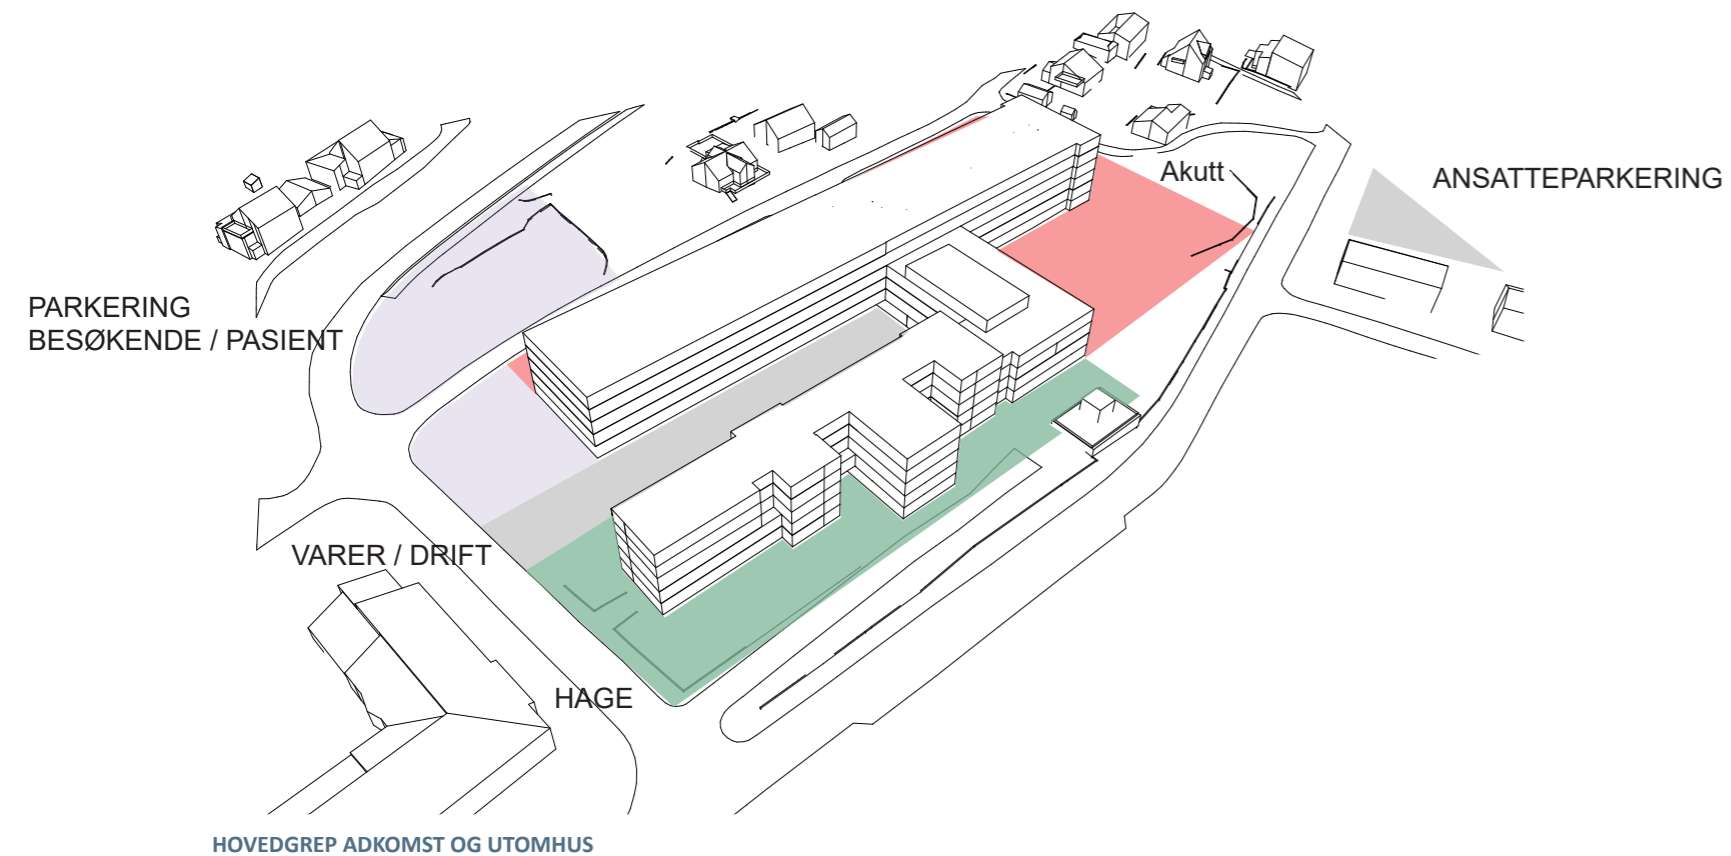 Akutt
ANSATTEPARKERING
PARKERING
BESØKENDE / PASIENT
VARER / DRIFT
HAGE
HOVEDGREP ADKOMST OG UTOMHUS